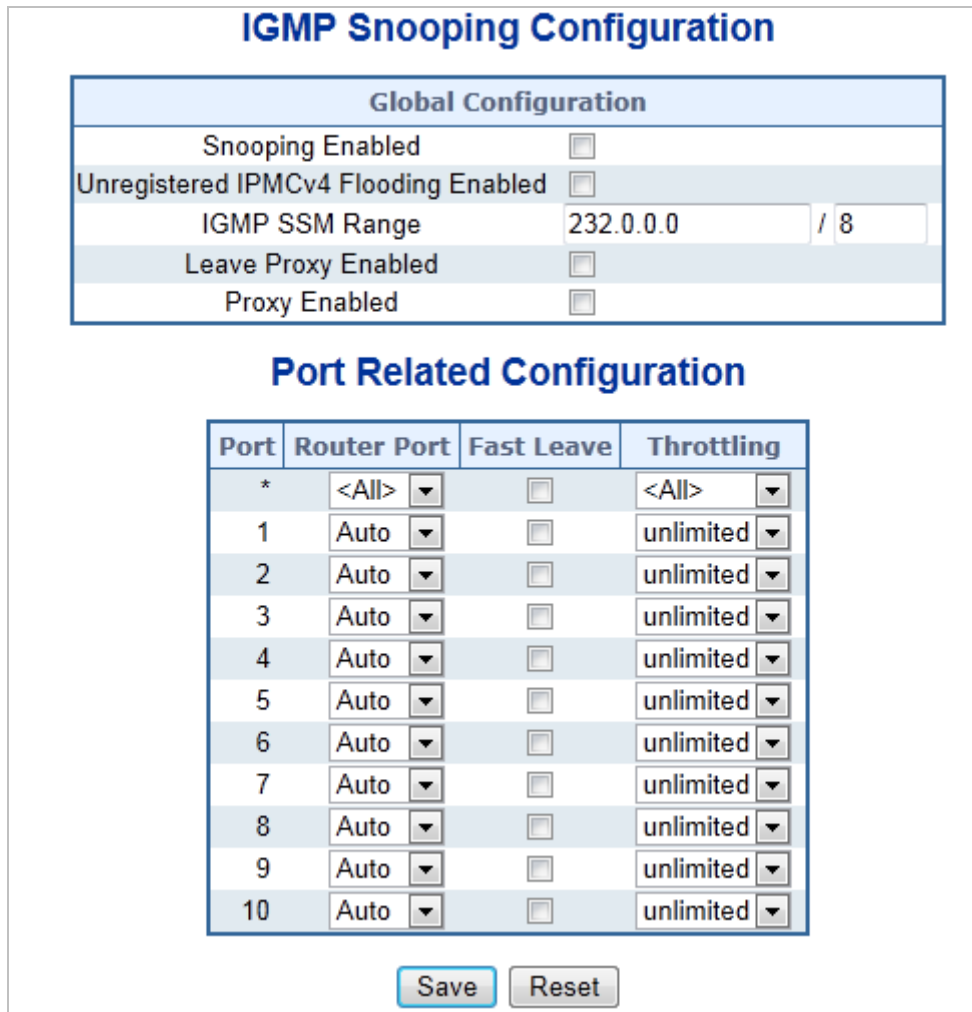 IGMP Snooping Configuration
Global Configuration
Snooping Enabled
Unregistered IPMCv4 Flooding Enabled
IGMP SSM Range 232.0.0.0 / 8
Leave Proxy Enabled
Proxy Enabled
Port Related Configuration
Port Router Port Fast Leave Throttling
* <All> <All>
1 Auto unlimited
2 Auto unlimited
3 Auto unlimited
4 Auto unlimited
5 Auto unlimited
6 Auto unlimited
7 Auto unlimited
8 Auto unlimited
9 Auto unlimited
10 Auto unlimited
Save Reset